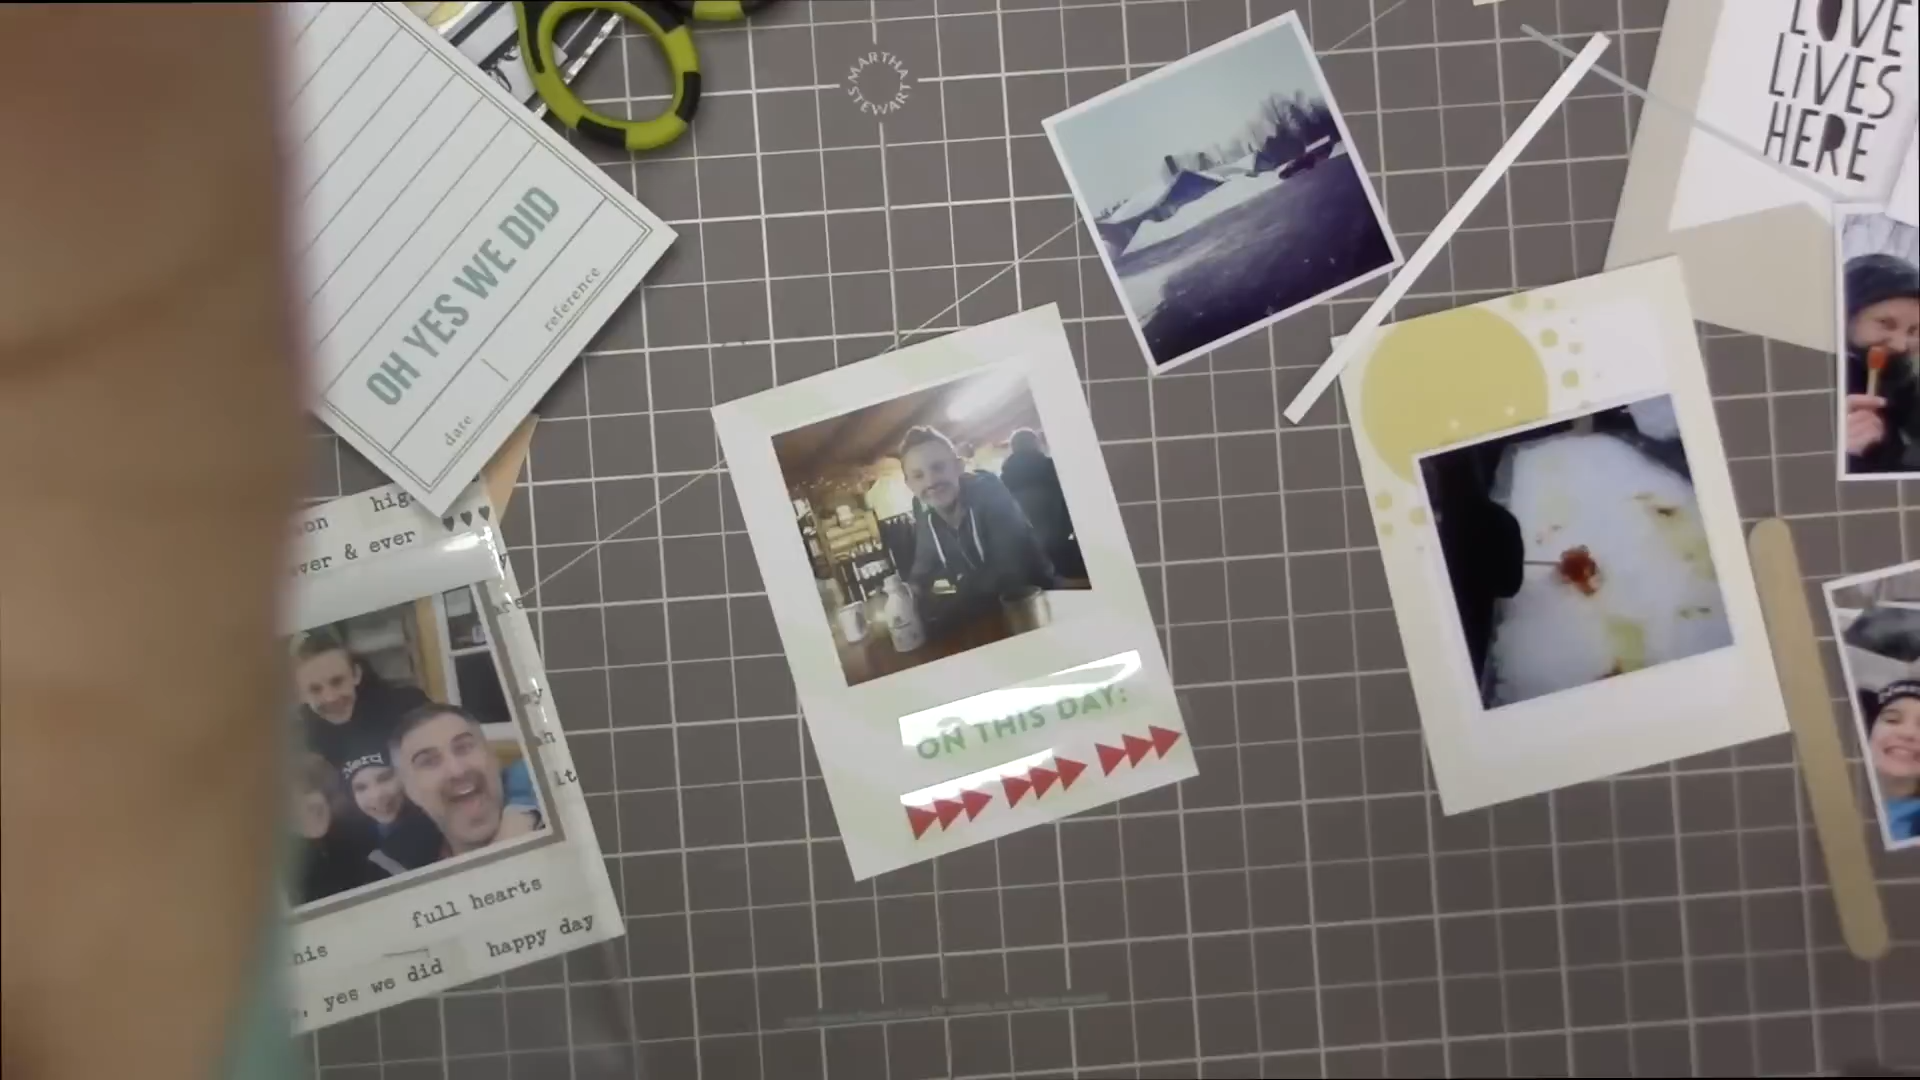 MARTHA
STEWART
LOVE
LiVES
HERE
OH YES WE DID
date
reference
ever & ever
Nerd
full hearts
happy day
yes we did
ON THIS DAY: